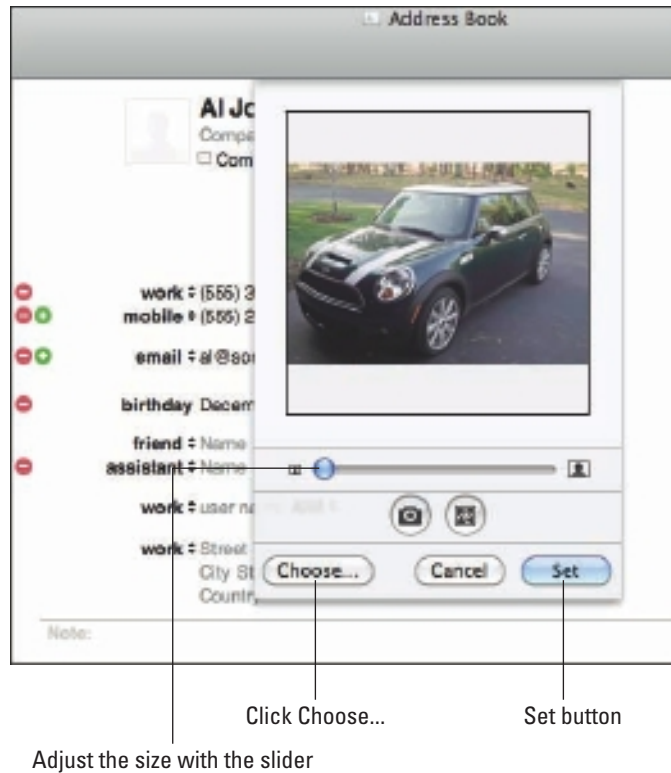 Address Book
Al Jo
Compa
Com
work (555) 3
mobile (555) 2
email al@so
birthday Decem
friend Name
assistant Name
work user na
work Street
City St
Country
Choose... Cancel Set
Note:
Click Choose... Set button
Adjust the size with the slider